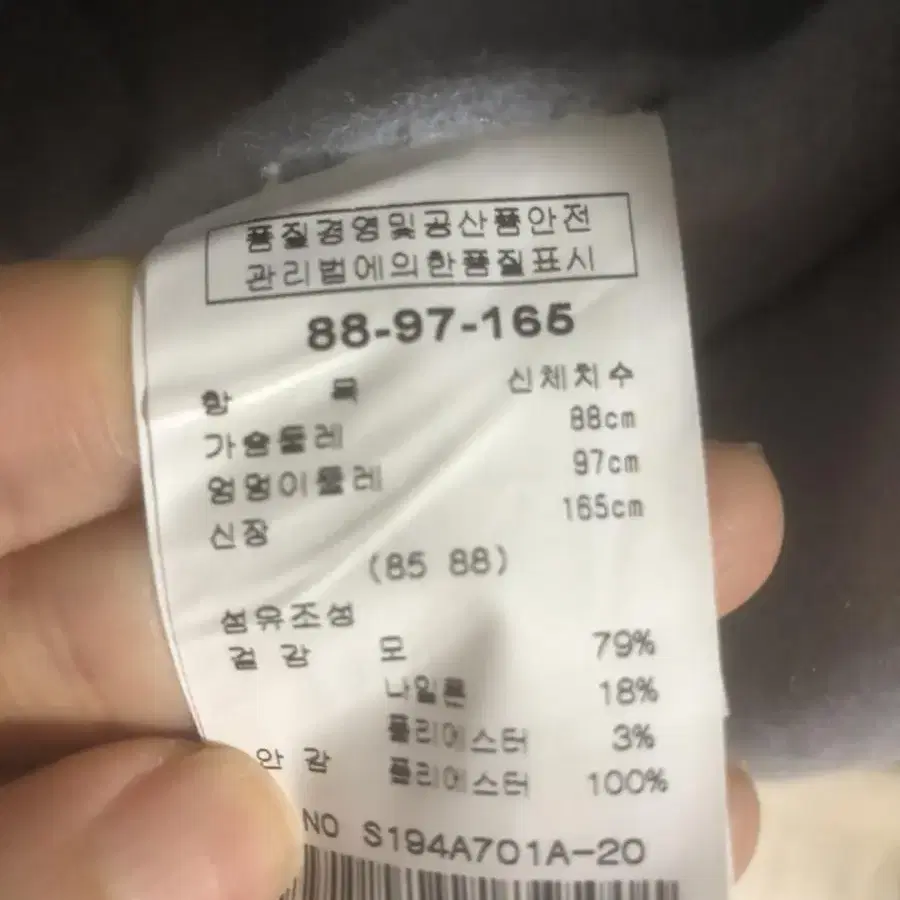 품질경영및공산품안전
관리법에의한품질표시
88-97-165
항 목 신체치수
가슴둘레 88cm
엉덩이둘레 97cm
신장 165cm
(85 88)
섬유조성
겉 감 모 79%
나일론 18%
폴리에스터 3%
안 감 폴리에스터 100%
NO S194A701A-20